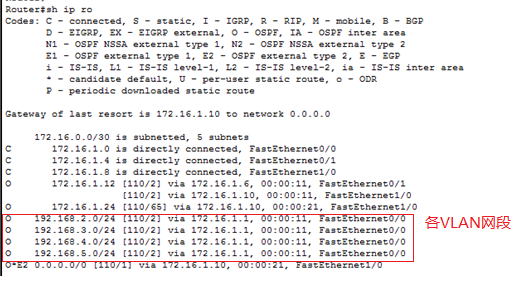 Router#sh ip ro
Codes: C - connected, S - static, I - IGRP, R - RIP, M - mobile, B - BGP
D - EIGRP, EX - EIGRP external, O - OSPF, IA - OSPF inter area
N1 - OSPF NSSA external type 1, N2 - OSPF NSSA external type 2
E1 - OSPF external type 1, E2 - OSPF external type 2, E - EGP
i - IS-IS, L1 - IS-IS level-1, L2 - IS-IS level-2, ia - IS-IS inter area
* - candidate default, U - per-user static route, o - ODR
P - periodic downloaded static route
Gateway of last resort is 172.16.1.10 to network 0.0.0.0
172.16.0.0/30 is subnetted, 5 subnets
C 172.16.1.0 is directly connected, FastEthernet0/0
C 172.16.1.4 is directly connected, FastEthernet0/1
C 172.16.1.8 is directly connected, FastEthernet1/0
O 172.16.1.12 [110/2] via 172.16.1.6, 00:00:11, FastEthernet0/1
[110/2] via 172.16.1.10, 00:00:11, FastEthernet1/0
O 172.16.1.24 [110/65] via 172.16.1.10, 00:00:21, FastEthernet1/0
O 192.168.2.0/24 [110/2] via 172.16.1.1, 00:00:11, FastEthernet0/0
O 192.168.3.0/24 [110/2] via 172.16.1.1, 00:00:11, FastEthernet0/0
O 192.168.4.0/24 [110/2] via 172.16.1.1, 00:00:11, FastEthernet0/0
O 192.168.5.0/24 [110/2] via 172.16.1.1, 00:00:11, FastEthernet0/0
O*E2 0.0.0.0/0 [110/1] via 172.16.1.10, 00:00:21, FastEthernet1/0
各VLAN网段